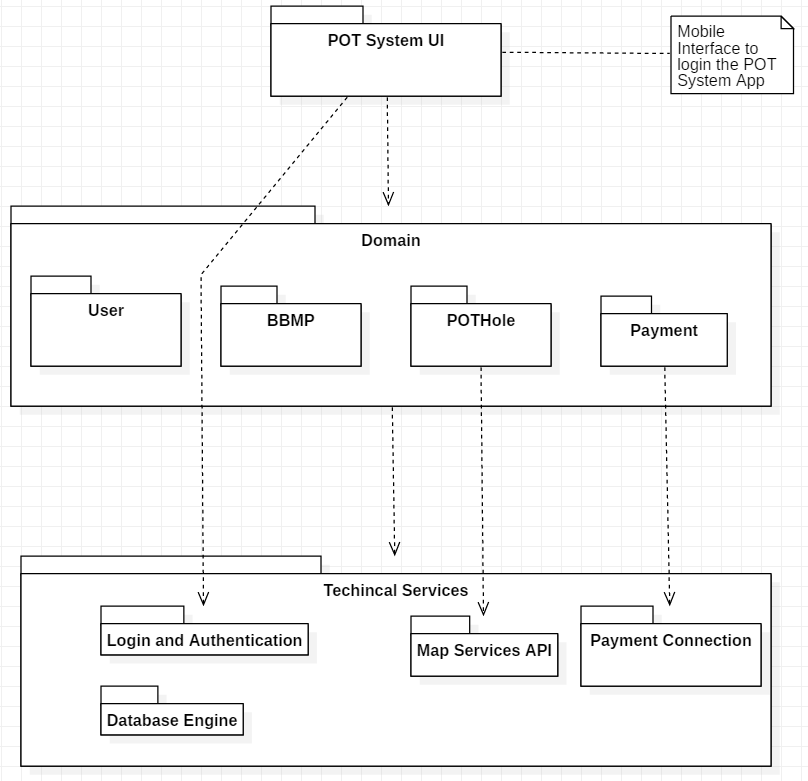 POT System UI
Mobile
Interface to
login the POT
System App
Domain
User
BBMP
POTHole
Payment
Techincal Services
Login and Authentication
Map Services API
Payment Connection
Database Engine